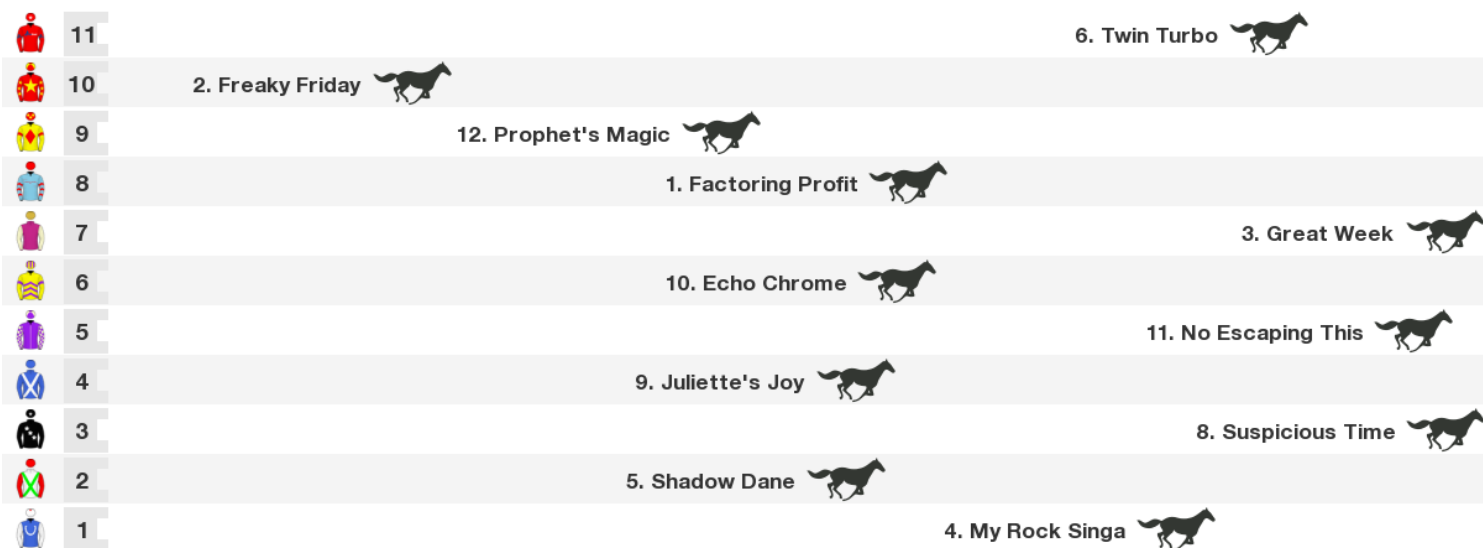 11 6. Twin Turbo
10 2. Freaky Friday
9 12. Prophet's Magic
8 1. Factoring Profit
7 3. Great Week
6 10. Echo Chrome
5 11. No Escaping This
4 9. Juliette's Joy
3 8. Suspicious Time
2 5. Shadow Dane
1 4. My Rock Singa